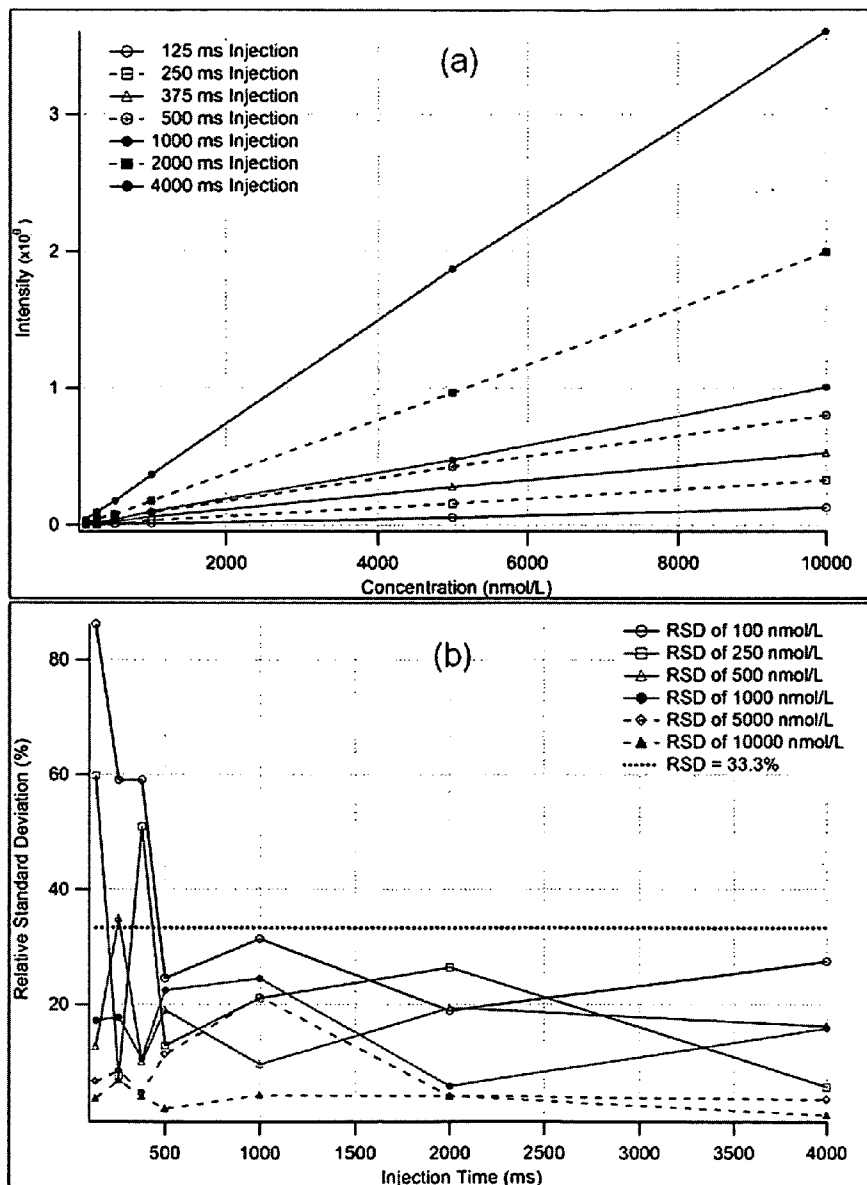 (a)
125 ms Injection
250 ms Injection
375 ms Injection
500 ms Injection
1000 ms Injection
2000 ms Injection
4000 ms Injection
Intensity (x10⁸)
3
2
1
0
2000 4000 6000 8000 10000
Concentration (nmol/L)
(b)
RSD of 100 nmol/L
RSD of 250 nmol/L
RSD of 500 nmol/L
RSD of 1000 nmol/L
RSD of 5000 nmol/L
RSD of 10000 nmol/L
RSD = 33.3%
Relative Standard Deviation (%)
80
60
40
20
500 1000 1500 2000 2500 3000 3500 4000
Injection Time (ms)